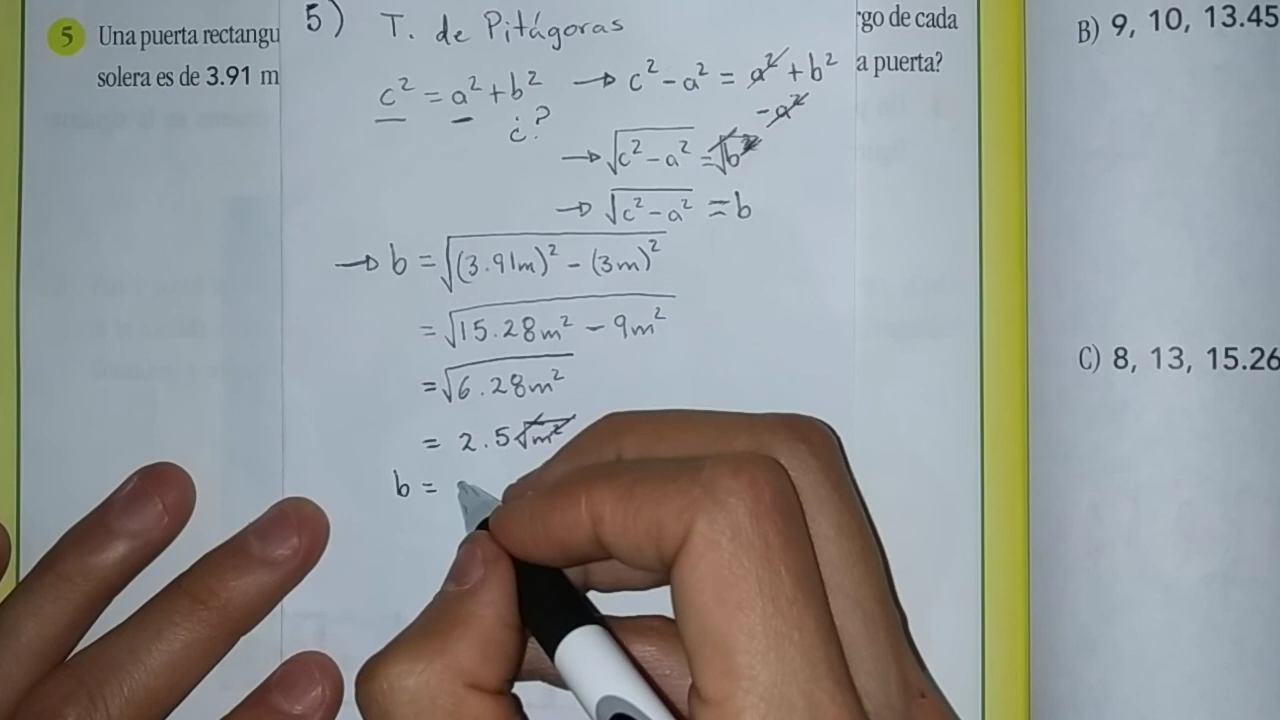 5 Una puerta rectangu
solera es de 3.91 m
5) T. de Pitágoras
c² = a² + b² → c² - a² = a² + b²
- a²
¿?
→ √c² - a² = √b²
→ √c² - a² = b
→ b = √(3.91m)² - (3m)²
= √15.28m² - 9m²
= √6.28m²
= 2.5√m²
b =
rgo de cada
a puerta?
B) 9, 10, 13.45
C) 8, 13, 15.26